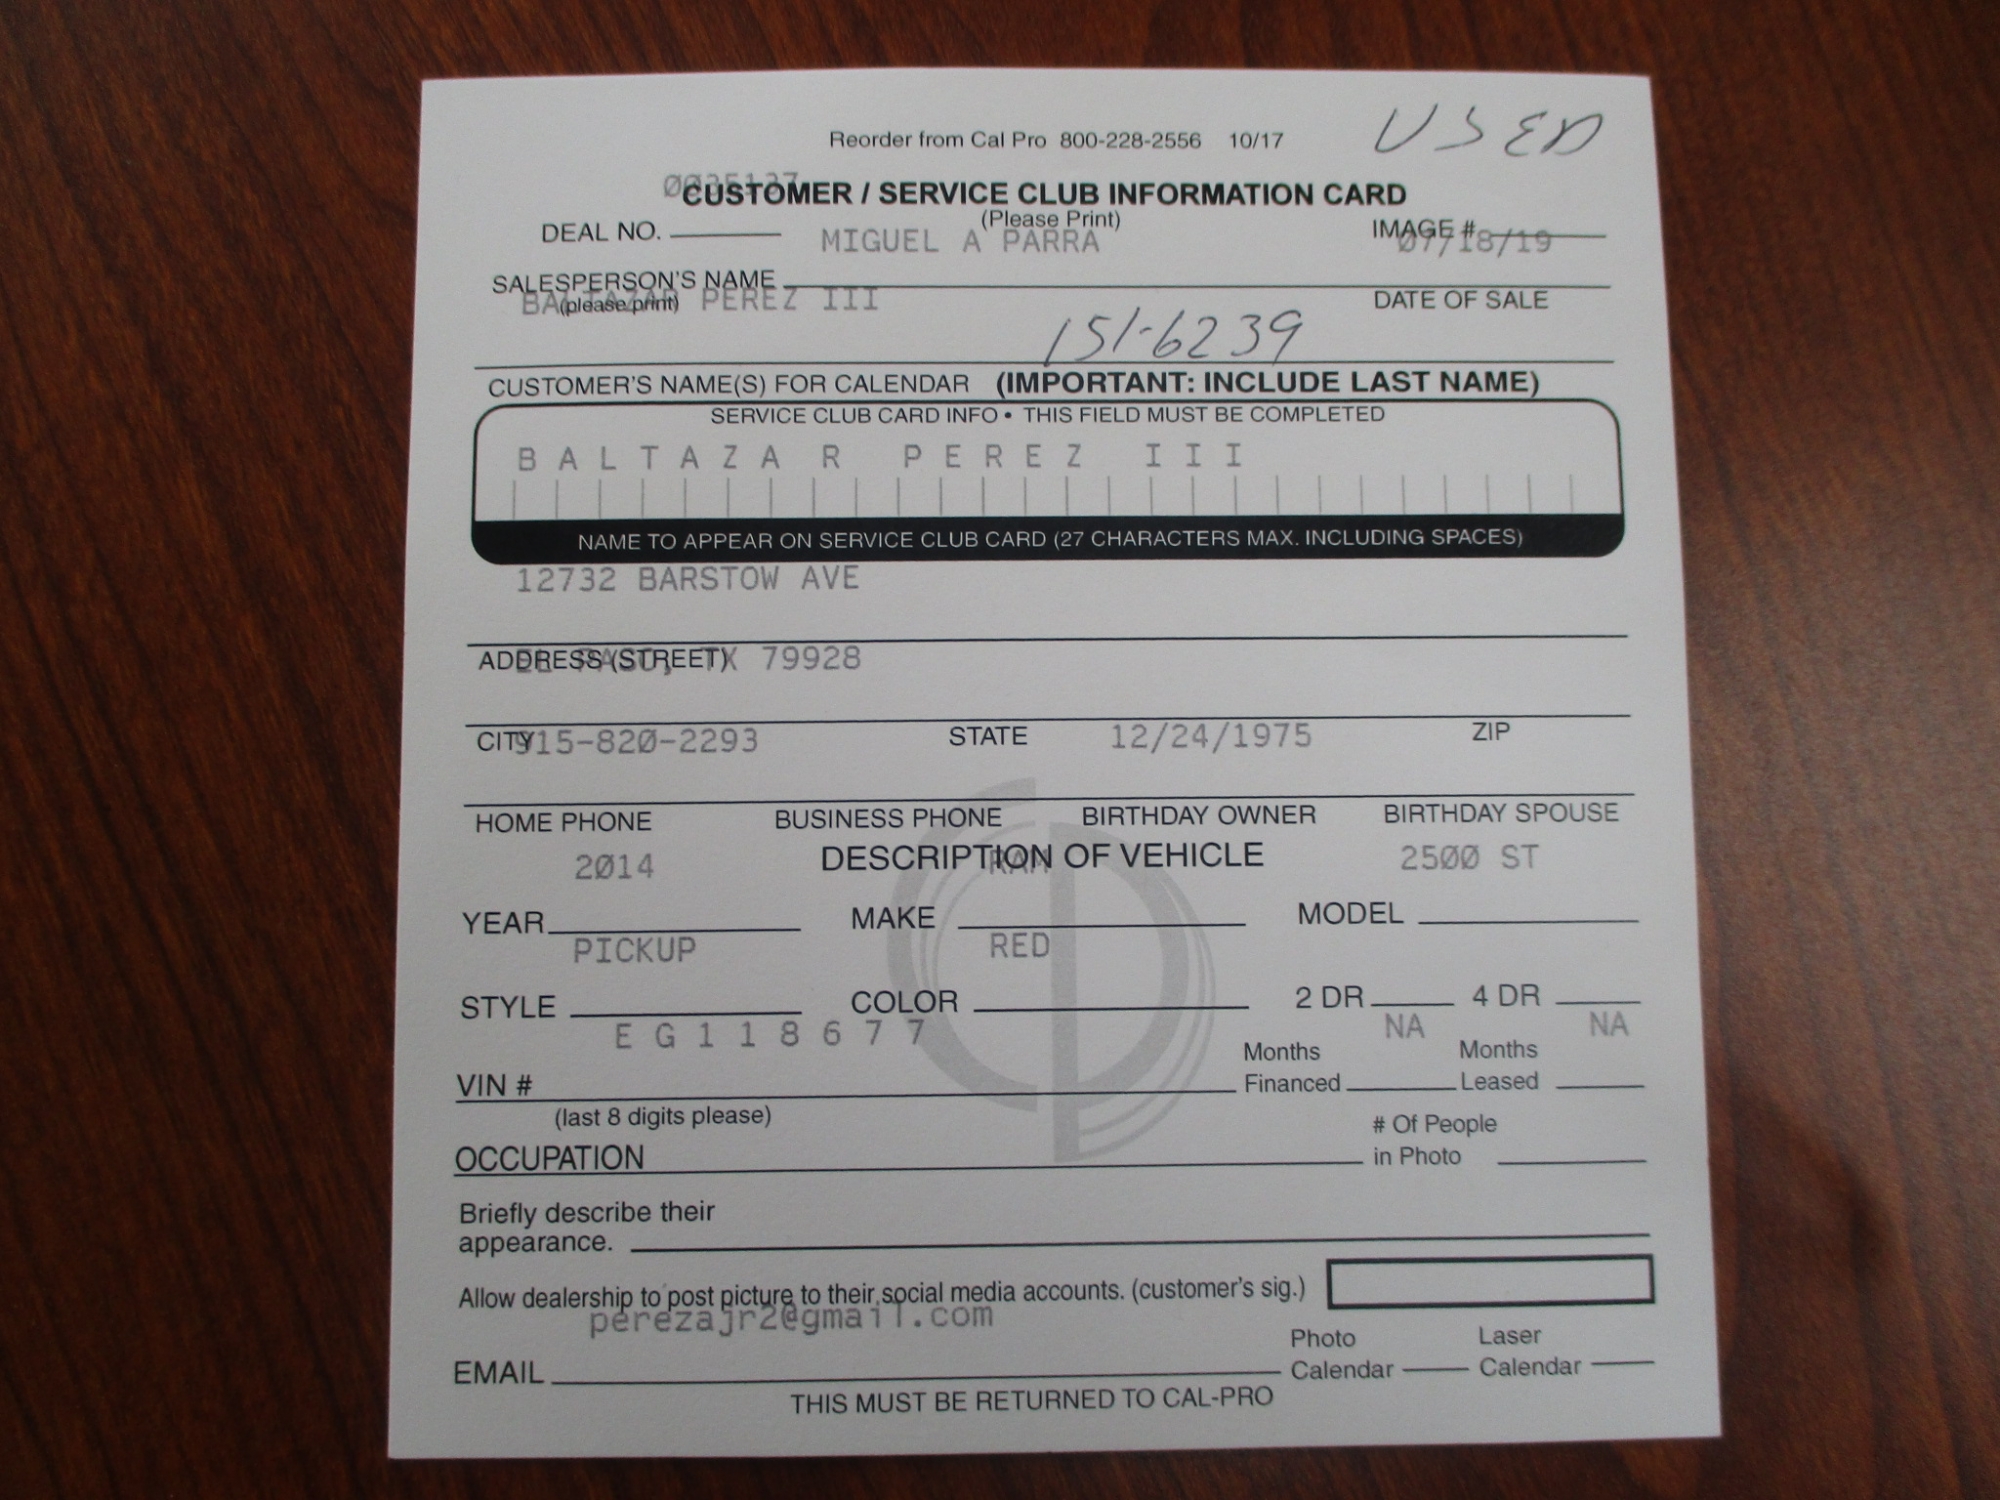 Reorder from Cal Pro 800-228-2556 10/17
USED
0035137
CUSTOMER / SERVICE CLUB INFORMATION CARD
(Please Print)
DEAL NO. MIGUEL A PARRA IMAGE # 07/18/19
SALESPERSON'S NAME
(please print) BALTAZAR PEREZ III DATE OF SALE
151-6239
CUSTOMER'S NAME(S) FOR CALENDAR (IMPORTANT: INCLUDE LAST NAME)
SERVICE CLUB CARD INFO • THIS FIELD MUST BE COMPLETED
BALTAZAR PEREZ III
NAME TO APPEAR ON SERVICE CLUB CARD (27 CHARACTERS MAX. INCLUDING SPACES)
12732 BARSTOW AVE
ADDRESS (STREET) EL PASO, TX 79928
CITY 915-820-2293 STATE 12/24/1975 ZIP
HOME PHONE BUSINESS PHONE BIRTHDAY OWNER BIRTHDAY SPOUSE
2014 DESCRIPTION OF VEHICLE RAM 2500 ST
YEAR MAKE MODEL
PICKUP RED
STYLE COLOR 2 DR 4 DR
EG118677 NA NA
VIN # Months Financed Months Leased
(last 8 digits please)
OCCUPATION # Of People in Photo
Briefly describe their
appearance.
Allow dealership to post picture to their social media accounts. (customer's sig.)
perezajr2@gmail.com
EMAIL Photo Calendar Laser Calendar
THIS MUST BE RETURNED TO CAL-PRO